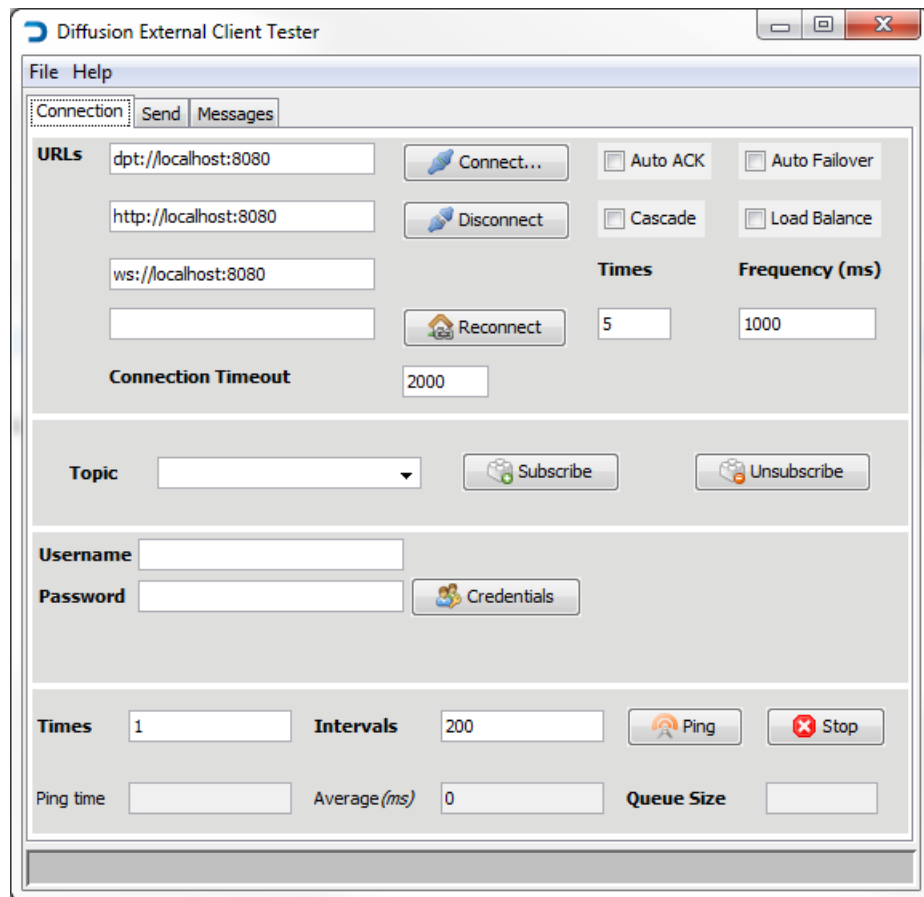 Diffusion External Client Tester
File Help
Connection Send Messages
URLs dpt://localhost:8080 Connect... Auto ACK Auto Failover
http://localhost:8080 Disconnect Cascade Load Balance
ws://localhost:8080 Times Frequency (ms)
Reconnect 5 1000
Connection Timeout 2000
Topic Subscribe Unsubscribe
Username
Password Credentials
Times 1 Intervals 200 Ping Stop
Ping time Average(ms) 0 Queue Size